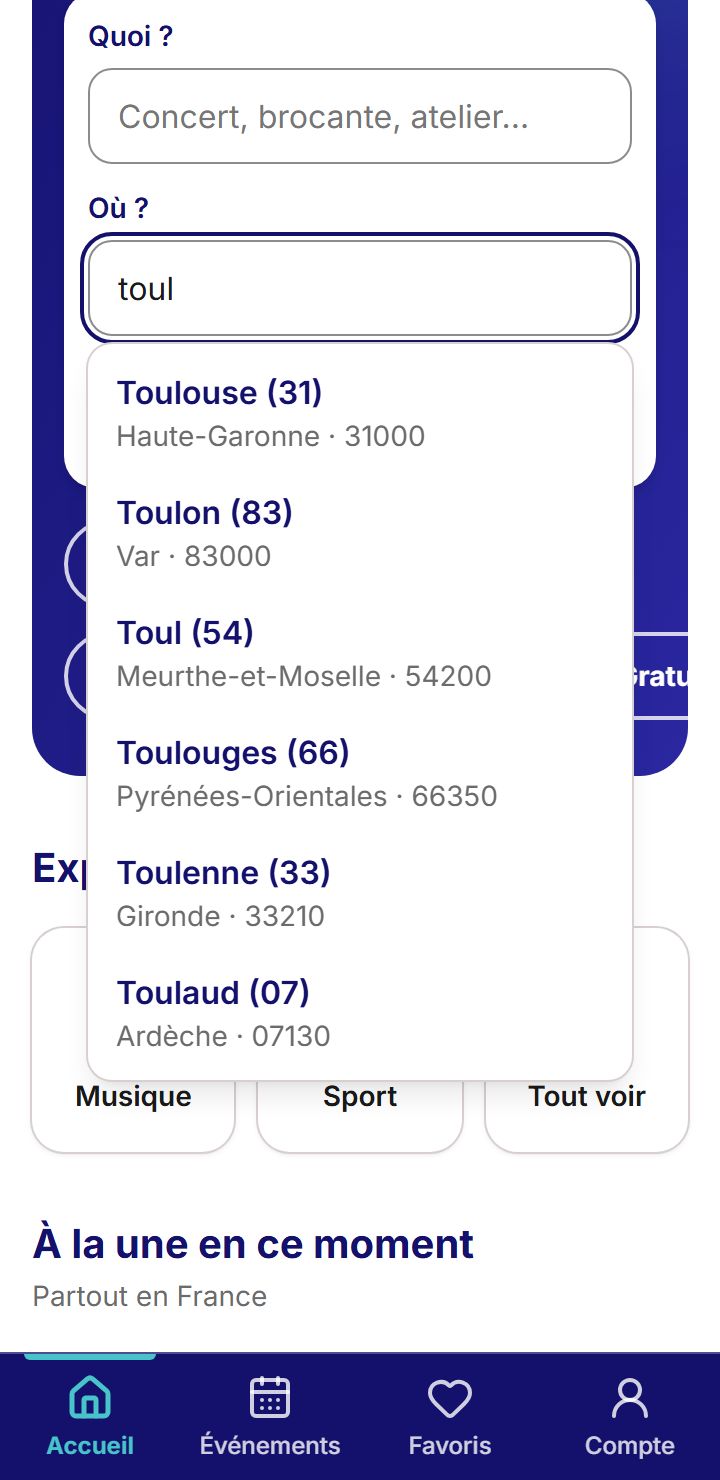 Quoi ?
Concert, brocante, atelier...
Où ?
toul
Toulouse (31)
Haute-Garonne · 31000
Toulon (83)
Var · 83000
Toul (54)
Meurthe-et-Moselle · 54200
Toulouges (66)
Pyrénées-Orientales · 66350
Toulenne (33)
Gironde · 33210
Toulaud (07)
Ardèche · 07130
Musique
Sport
Tout voir
À la une en ce moment
Partout en France
Accueil
Événements
Favoris
Compte